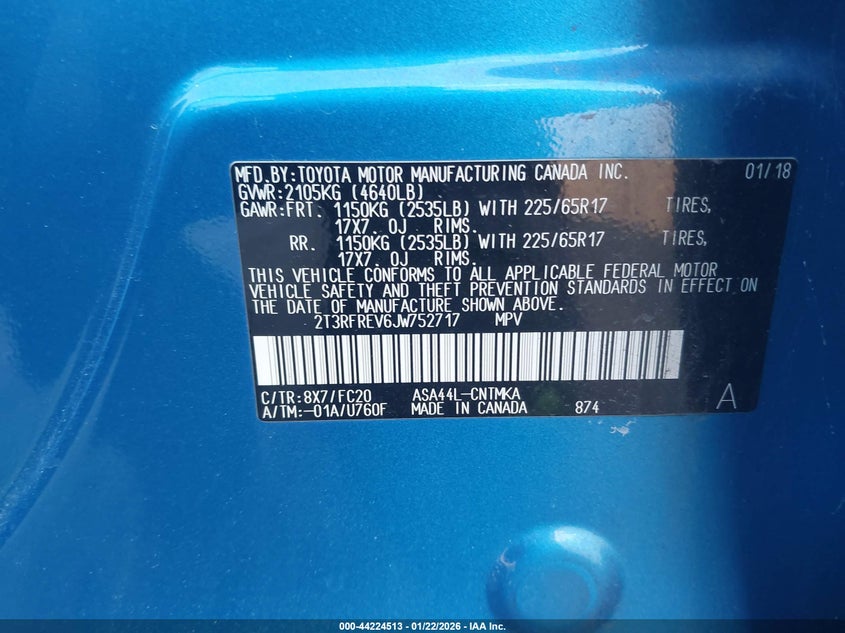 MFD.BY:TOYOTA MOTOR MANUFACTURING CANADA INC. 01/18
GVWR:2105KG (4640LB)
GAWR:FRT. 1150KG (2535LB) WITH 225/65R17 TIRES,
17X7.0J RIMS.
RR. 1150KG (2535LB) WITH 225/65R17 TIRES,
17X7.0J RIMS.
THIS VEHICLE CONFORMS TO ALL APPLICABLE FEDERAL MOTOR
VEHICLE SAFETY AND THEFT PREVENTION STANDARDS IN EFFECT ON
THE DATE OF MANUFACTURE SHOWN ABOVE.
2T3RFREV6JW752717 MPV
C/TR:8X7/FC20 ASA44L-CNTMKA
A/TM:-01A/U760F MADE IN CANADA 874 A
000-44224513 - 01/22/2026 - IAA Inc.